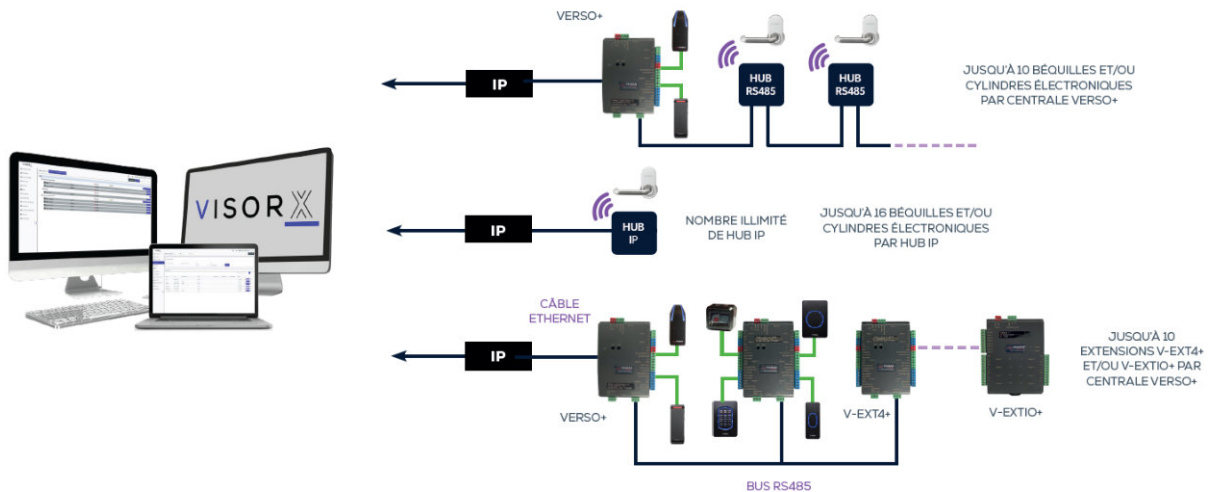 VERSO+
IP
HUB
RS485
HUB
RS485
JUSQU'À 10 BÉQUILLES ET/OU
CYLINDRES ÉLECTRONIQUES
PAR CENTRALE VERSO+
VISORX
IP
HUB
IP
NOMBRE ILLIMITÉ
DE HUB IP
JUSQU'À 16 BÉQUILLES ET/OU
CYLINDRES ÉLECTRONIQUES
PAR HUB IP
CÂBLE
ETHERNET
IP
VERSO+
V-EXT4+
V-EXTIO+
JUSQU'À 10
EXTENSIONS V-EXT4+
ET/OU V-EXTIO+ PAR
CENTRALE VERSO+
BUS RS485